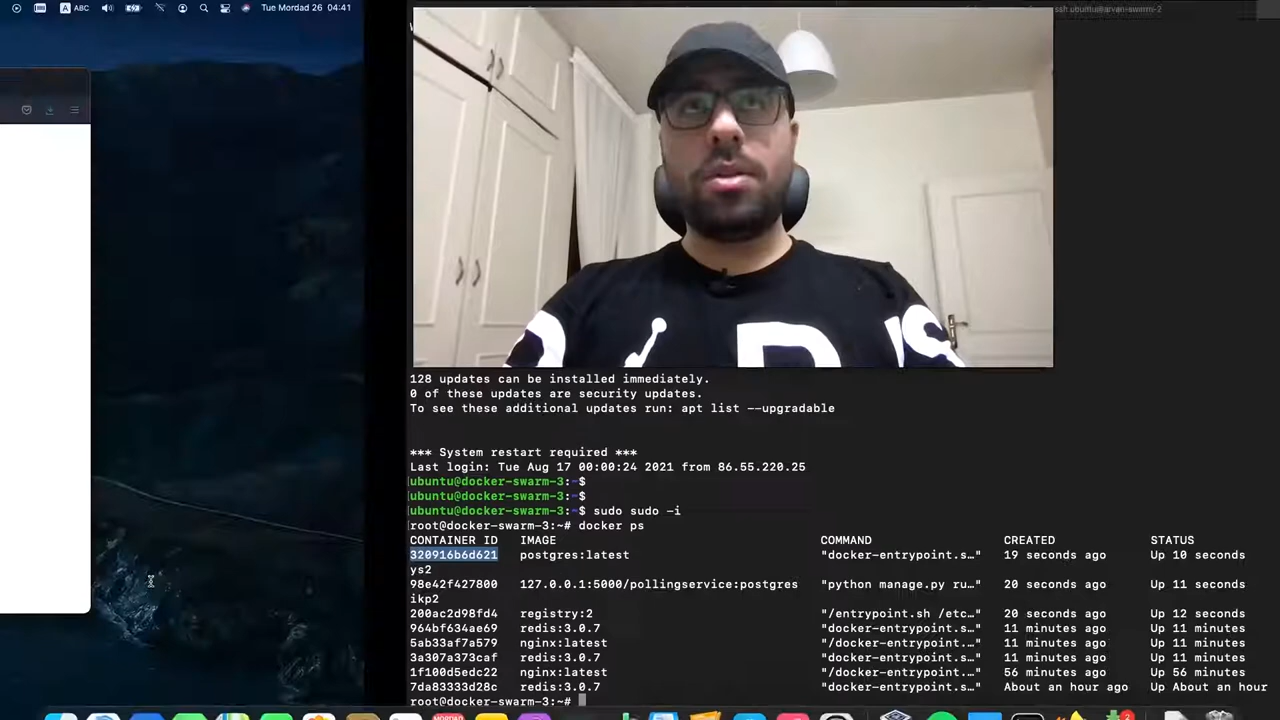 ABC
Tue Mordad 26 04:41
ssh ubuntu@arvan-swarm-2
128 updates can be installed immediately.
0 of these updates are security updates.
To see these additional updates run: apt list --upgradable
*** System restart required ***
Last login: Tue Aug 17 00:00:24 2021 from 86.55.220.25
ubuntu@docker-swarm-3:~$
ubuntu@docker-swarm-3:~$
ubuntu@docker-swarm-3:~$ sudo sudo -i
root@docker-swarm-3:~# docker ps
CONTAINER ID IMAGE COMMAND CREATED STATUS
320916b6d621 postgres:latest "docker-entrypoint.s…" 19 seconds ago Up 10 seconds
ys2
98e42f427800 127.0.0.1:5000/pollingservice:postgres "python manage.py ru…" 20 seconds ago Up 11 seconds
ikp2
200ac2d98fd4 registry:2 "/entrypoint.sh /etc…" 20 seconds ago Up 12 seconds
964bf634ae69 redis:3.0.7 "docker-entrypoint.s…" 11 minutes ago Up 11 minutes
5ab33af7a579 nginx:latest "/docker-entrypoint.…" 11 minutes ago Up 11 minutes
3a307a373caf redis:3.0.7 "docker-entrypoint.s…" 11 minutes ago Up 11 minutes
1f100d5edc22 nginx:latest "/docker-entrypoint.…" 56 minutes ago Up 56 minutes
7da83333d28c redis:3.0.7 "docker-entrypoint.s…" About an hour ago Up About an hour
root@docker-swarm-3:~#
MORDAD